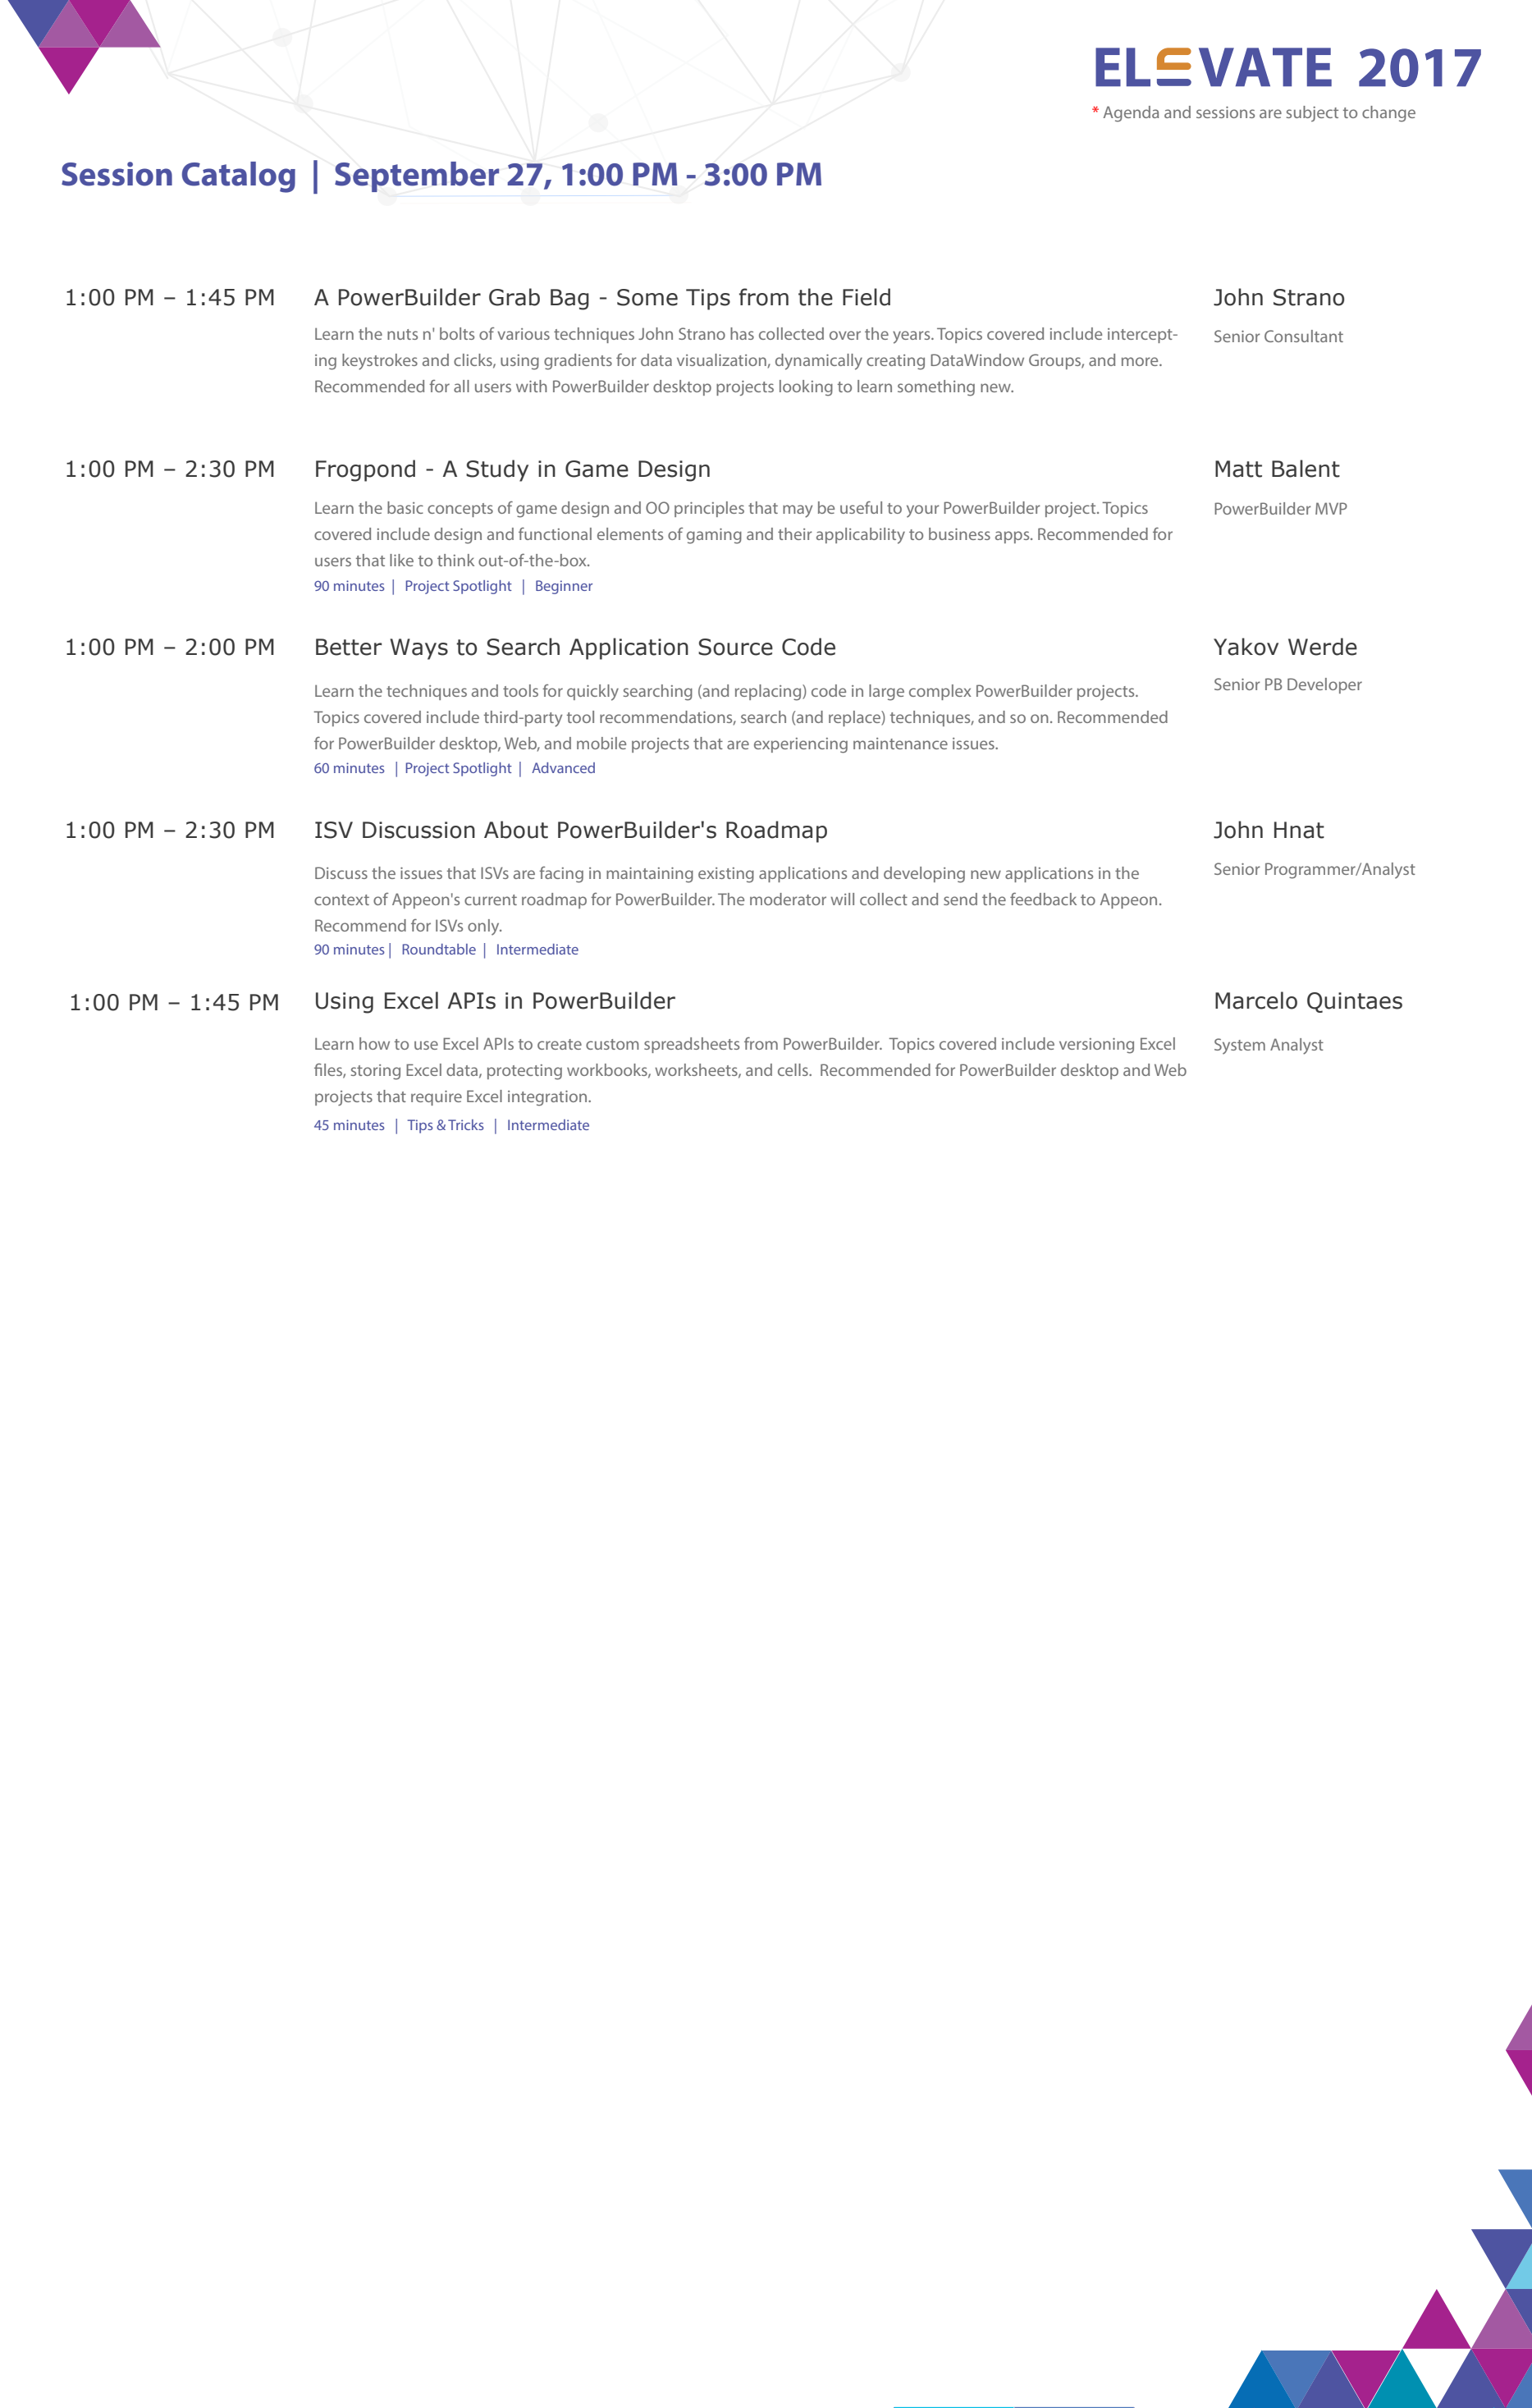 ELEVATE 2017
* Agenda and sessions are subject to change
Session Catalog | September 27, 1:00 PM - 3:00 PM
1:00 PM – 1:45 PM
A PowerBuilder Grab Bag - Some Tips from the Field
John Strano
Learn the nuts n' bolts of various techniques John Strano has collected over the years. Topics covered include intercept-
Senior Consultant
ing keystrokes and clicks, using gradients for data visualization, dynamically creating DataWindow Groups, and more.
Recommended for all users with PowerBuilder desktop projects looking to learn something new.
1:00 PM – 2:30 PM
Frogpond - A Study in Game Design
Matt Balent
Learn the basic concepts of game design and OO principles that may be useful to your PowerBuilder project. Topics
PowerBuilder MVP
covered include design and functional elements of gaming and their applicability to business apps. Recommended for
users that like to think out-of-the-box.
90 minutes | Project Spotlight | Beginner
1:00 PM – 2:00 PM
Better Ways to Search Application Source Code
Yakov Werde
Learn the techniques and tools for quickly searching (and replacing) code in large complex PowerBuilder projects.
Senior PB Developer
Topics covered include third-party tool recommendations, search (and replace) techniques, and so on. Recommended
for PowerBuilder desktop, Web, and mobile projects that are experiencing maintenance issues.
60 minutes | Project Spotlight | Advanced
1:00 PM – 2:30 PM
ISV Discussion About PowerBuilder's Roadmap
John Hnat
Discuss the issues that ISVs are facing in maintaining existing applications and developing new applications in the
Senior Programmer/Analyst
context of Appeon's current roadmap for PowerBuilder. The moderator will collect and send the feedback to Appeon.
Recommend for ISVs only.
90 minutes | Roundtable | Intermediate
1:00 PM – 1:45 PM
Using Excel APIs in PowerBuilder
Marcelo Quintaes
Learn how to use Excel APIs to create custom spreadsheets from PowerBuilder. Topics covered include versioning Excel
System Analyst
files, storing Excel data, protecting workbooks, worksheets, and cells. Recommended for PowerBuilder desktop and Web
projects that require Excel integration.
45 minutes | Tips & Tricks | Intermediate